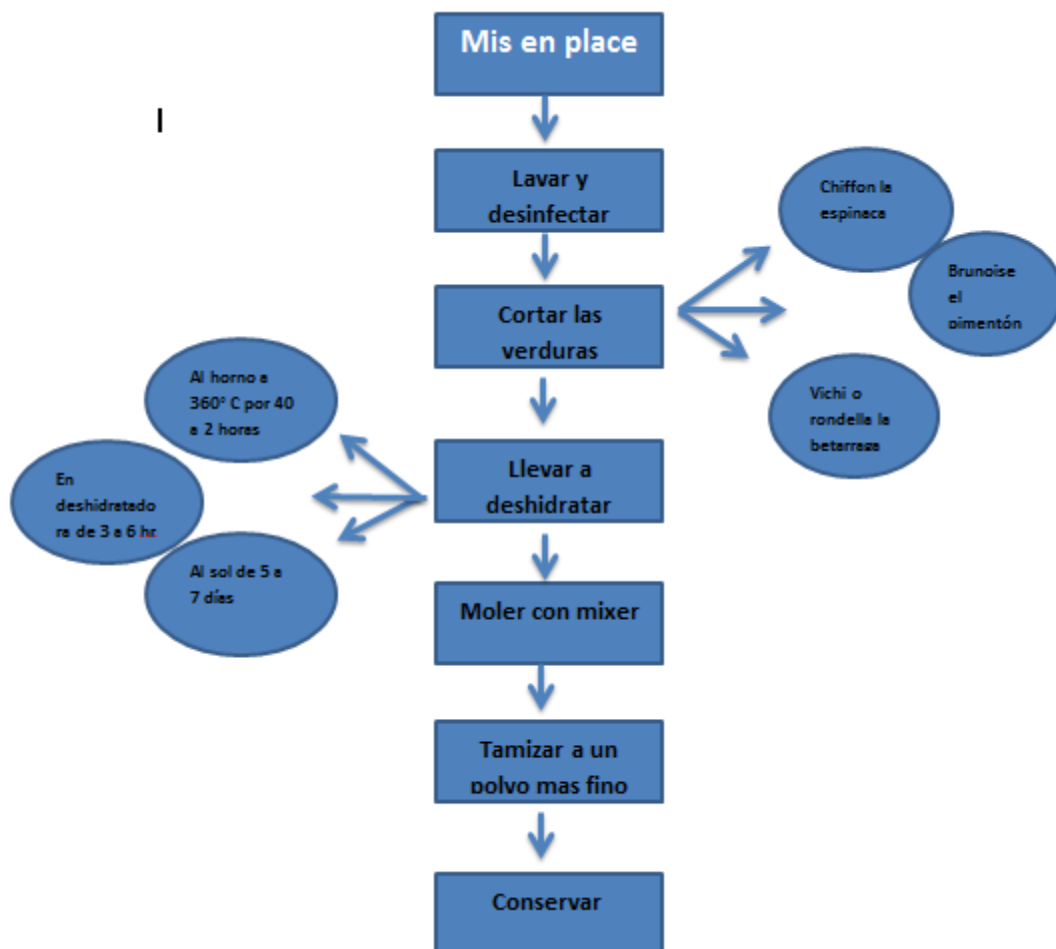 Mis en place
Lavar y
desinfectar
Chiffon la
espinaca
Brunoise
el
pimentón
Cortar las
verduras
Vichi o
rondella la
betarraga
Al horno a
360° C por 40
a 2 horas
En
deshidratado
ra de 3 a 6 hr
Al sol de 5 a
7 días
Llevar a
deshidratar
Moler con mixer
Tamizar a un
polvo mas fino
Conservar